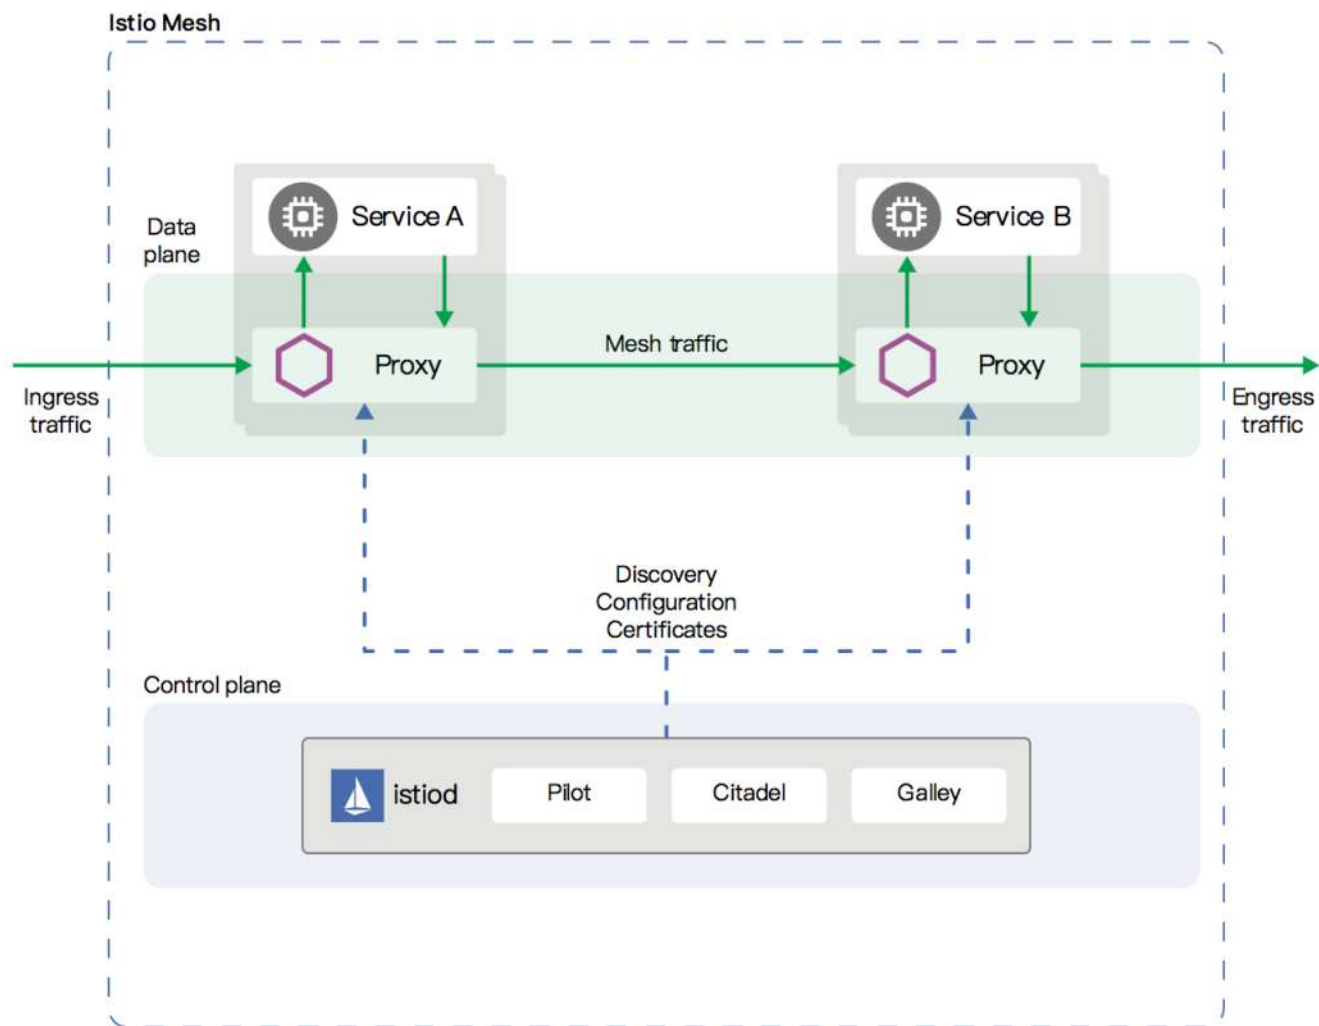 Istio Mesh
Service A
Service B
Data
plane
Proxy
Mesh traffic
Proxy
Ingress
traffic
Engress
traffic
Discovery
Configuration
Certificates
Control plane
istiod
Pilot
Citadel
Galley